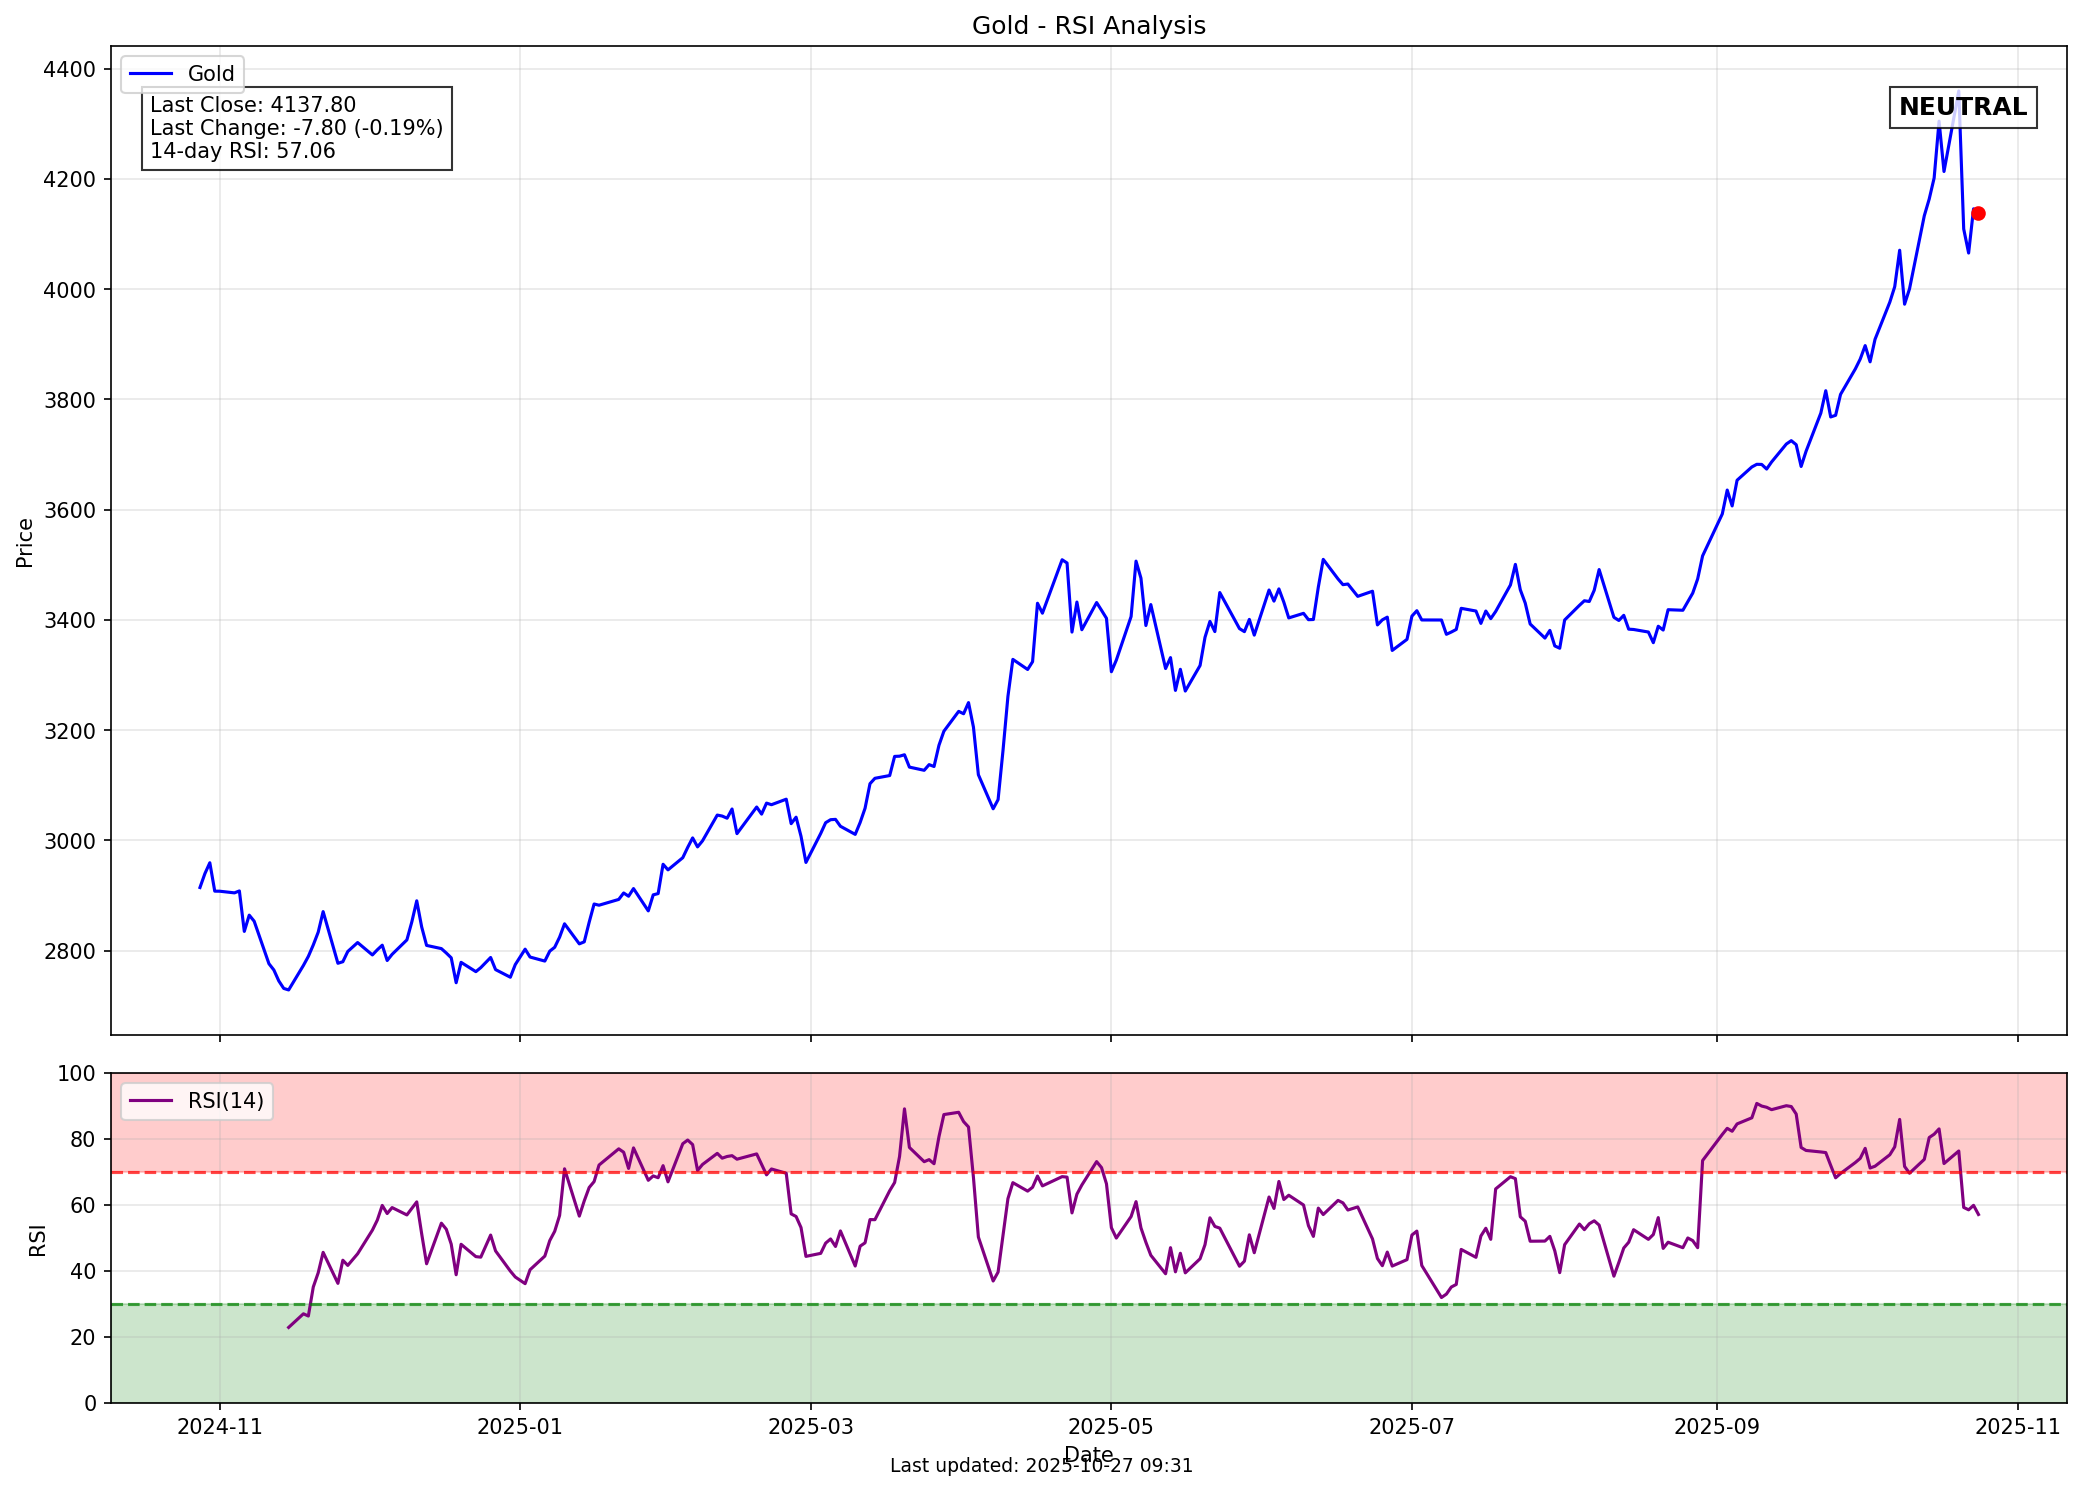 Gold - RSI Analysis
Gold
Last Close: 4137.80
Last Change: -7.80 (-0.19%)
14-day RSI: 57.06
NEUTRAL
4400
4200
4000
3800
3600
3400
3200
3000
2800
Price
RSI(14)
100
80
60
40
20
0
RSI
2024-11
2025-01
2025-03
2025-05
2025-07
2025-09
2025-11
Date
Last updated: 2025-10-27 09:31